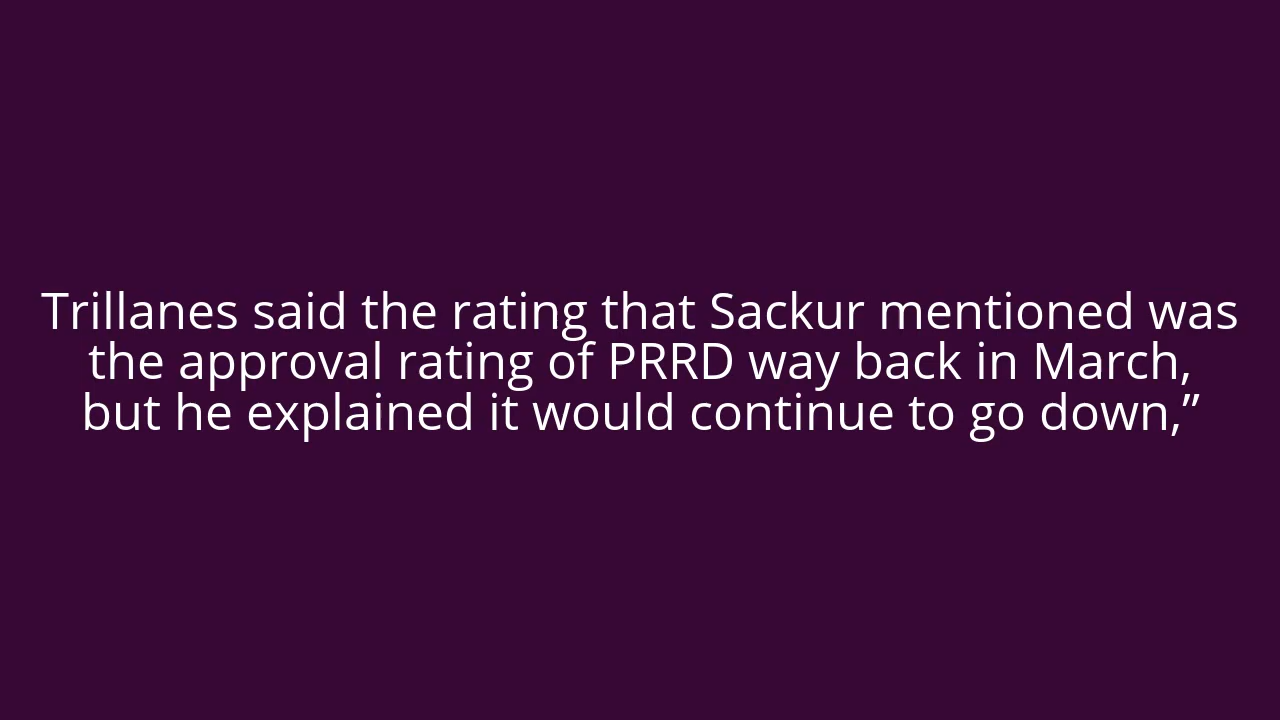 Trillanes said the rating that Sackur mentioned was
the approval rating of PRRD way back in March,
but he explained it would continue to go down,”